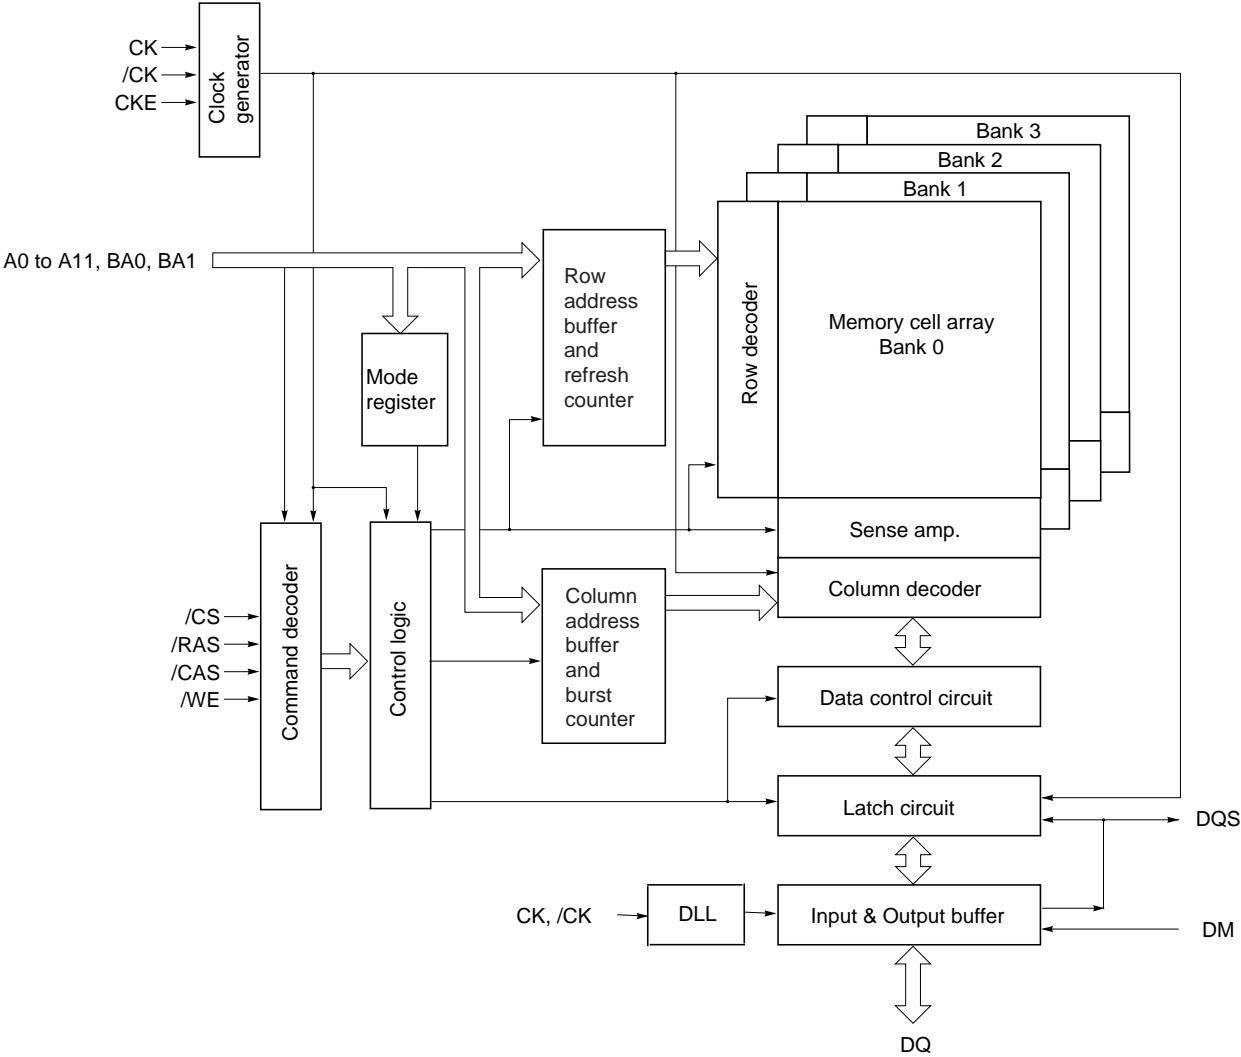 CK
/CK
CKE
Clock
generator
Bank 3
Bank 2
Bank 1
A0 to A11, BA0, BA1
Row
address
buffer
and
refresh
counter
Row decoder
Memory cell array
Bank 0
Mode
register
Sense amp.
Column decoder
/CS
/RAS
/CAS
/WE
Command decoder
Control logic
Column
address
buffer
and
burst
counter
Data control circuit
Latch circuit
DQS
CK, /CK
DLL
Input & Output buffer
DM
DQ